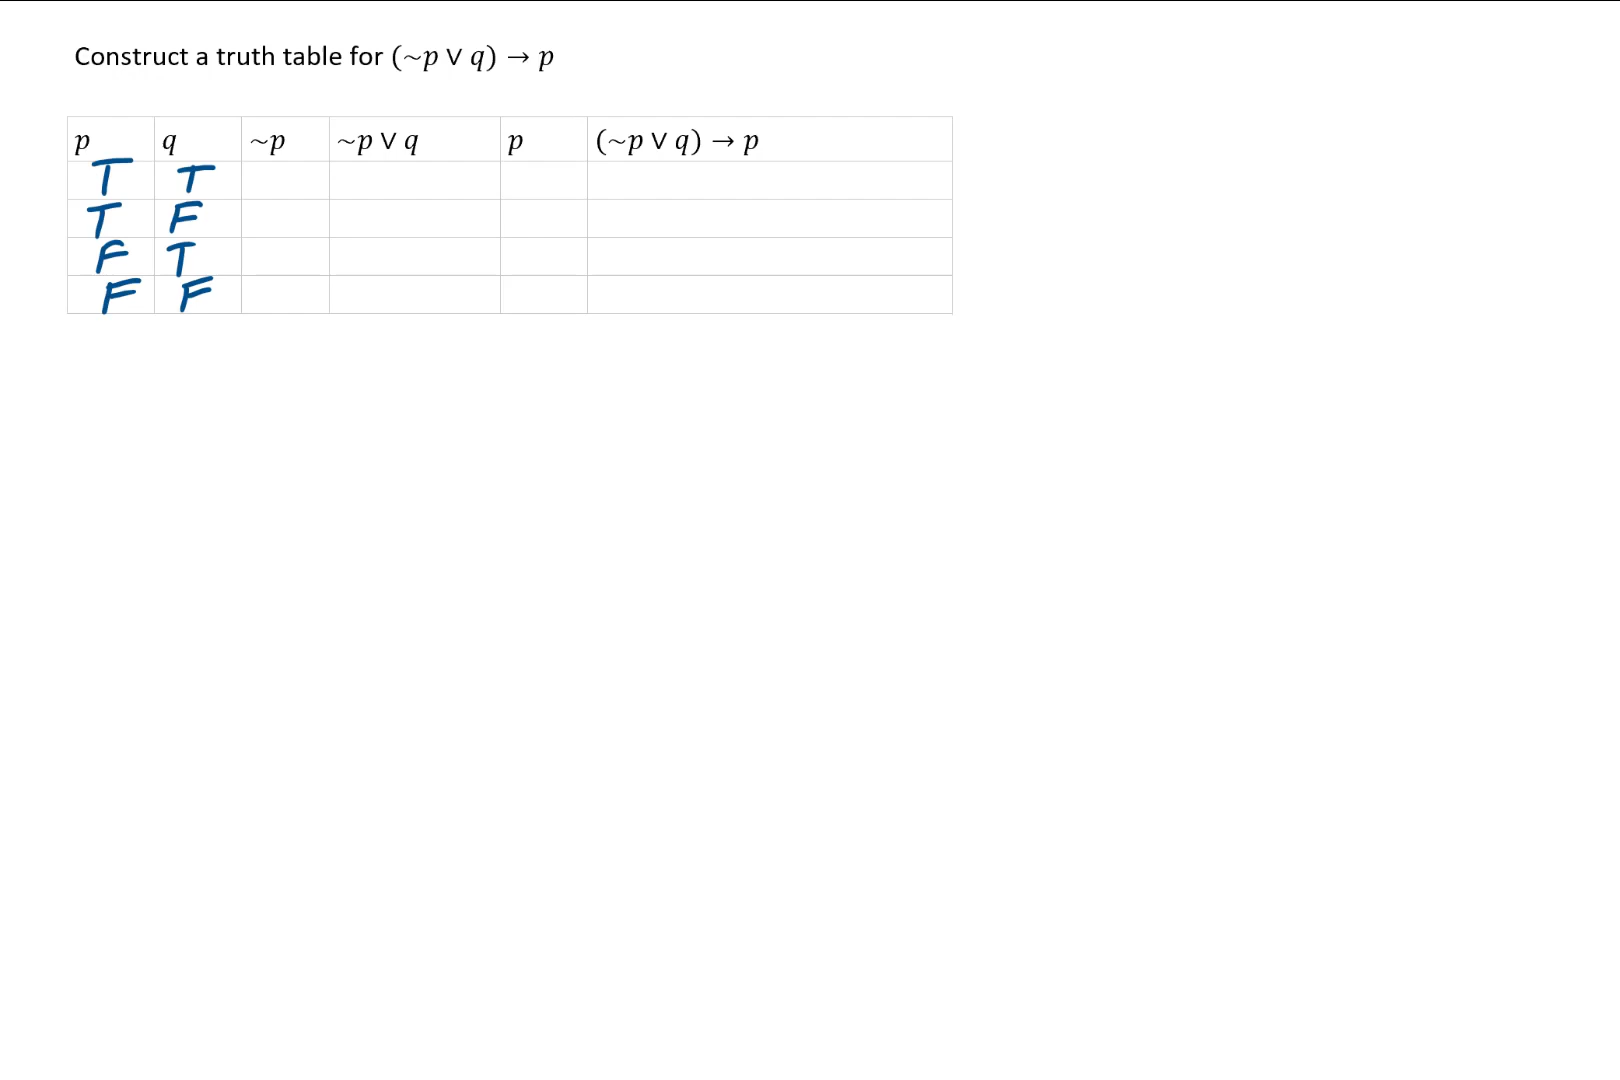 Construct a truth table for (~p ∨ q) → p
p q ~p ~p ∨ q p (~p ∨ q) → p
T T
T F
F T
F F